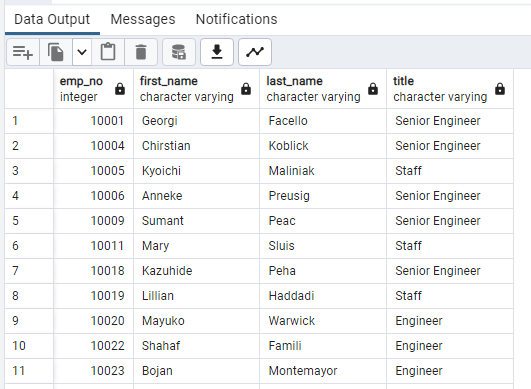 Data Output Messages Notifications
emp_no first_name last_name title
integer character varying character varying character varying
1 10001 Georgi Facello Senior Engineer
2 10004 Chirstian Koblick Senior Engineer
3 10005 Kyoichi Maliniak Staff
4 10006 Anneke Preusig Senior Engineer
5 10009 Sumant Peac Senior Engineer
6 10011 Mary Sluis Staff
7 10018 Kazuhide Peha Senior Engineer
8 10019 Lillian Haddadi Staff
9 10020 Mayuko Warwick Engineer
10 10022 Shahaf Famili Engineer
11 10023 Bojan Montemayor Engineer